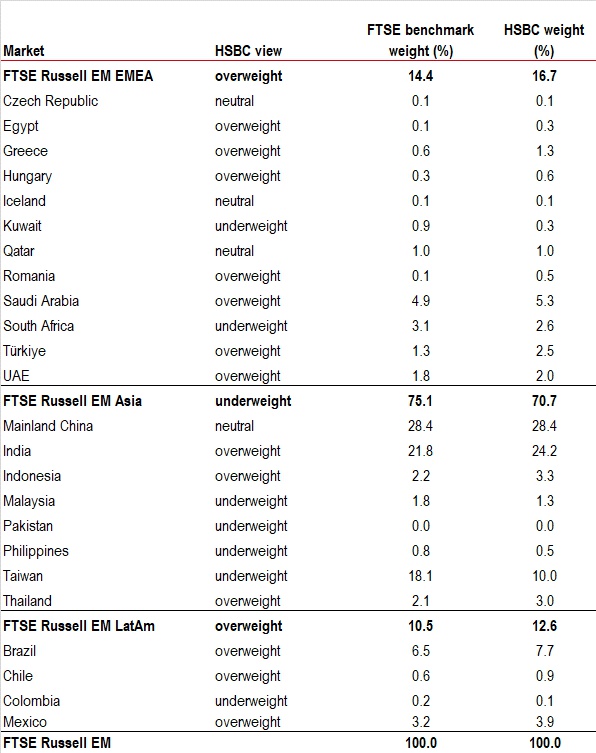 FTSE benchmark HSBC weight
Market HSBC view weight (%) (%)
FTSE Russell EM EMEA overweight 14.4 16.7
Czech Republic neutral 0.1 0.1
Egypt overweight 0.1 0.3
Greece overweight 0.6 1.3
Hungary overweight 0.3 0.6
Iceland neutral 0.1 0.1
Kuwait underweight 0.9 0.3
Qatar neutral 1.0 1.0
Romania overweight 0.1 0.5
Saudi Arabia overweight 4.9 5.3
South Africa underweight 3.1 2.6
Türkiye overweight 1.3 2.5
UAE overweight 1.8 2.0
FTSE Russell EM Asia underweight 75.1 70.7
Mainland China neutral 28.4 28.4
India overweight 21.8 24.2
Indonesia overweight 2.2 3.3
Malaysia underweight 1.8 1.3
Pakistan underweight 0.0 0.0
Philippines underweight 0.8 0.5
Taiwan underweight 18.1 10.0
Thailand overweight 2.1 3.0
FTSE Russell EM LatAm overweight 10.5 12.6
Brazil overweight 6.5 7.7
Chile overweight 0.6 0.9
Colombia underweight 0.2 0.1
Mexico overweight 3.2 3.9
FTSE Russell EM 100.0 100.0